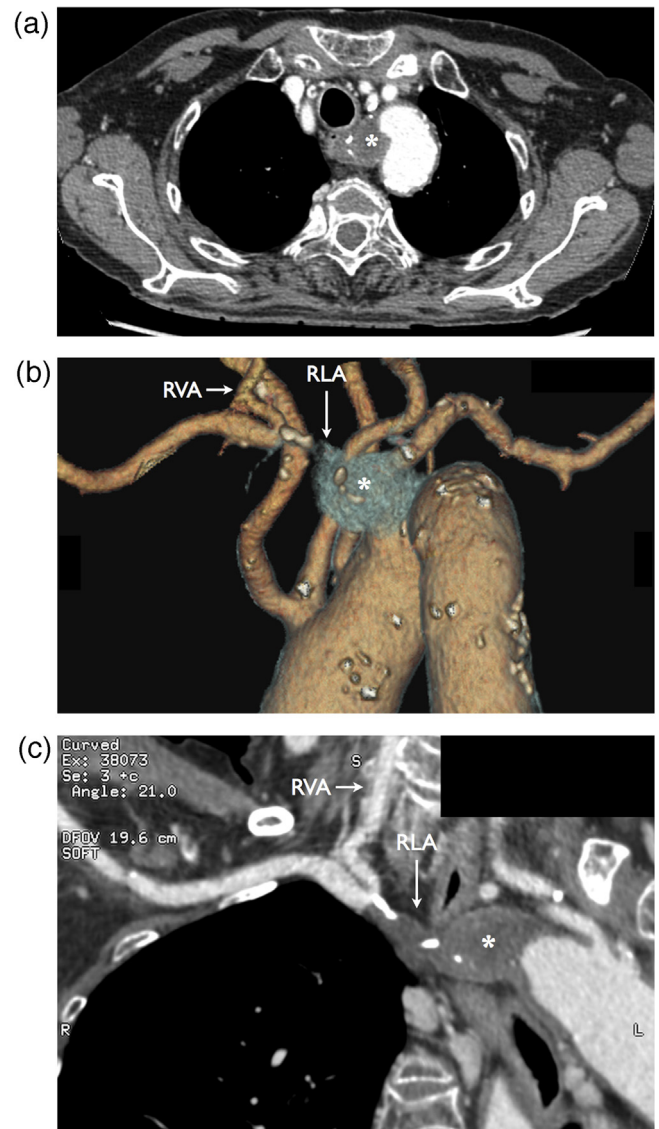 (a)
*
(b)
RVA
RLA
*
(c)
Curved
Ex: 38073
Se: 3 +c
Angle: 21.0
DFOV 19.6 cm
SOFT
S
RVA
RLA
*
R
L